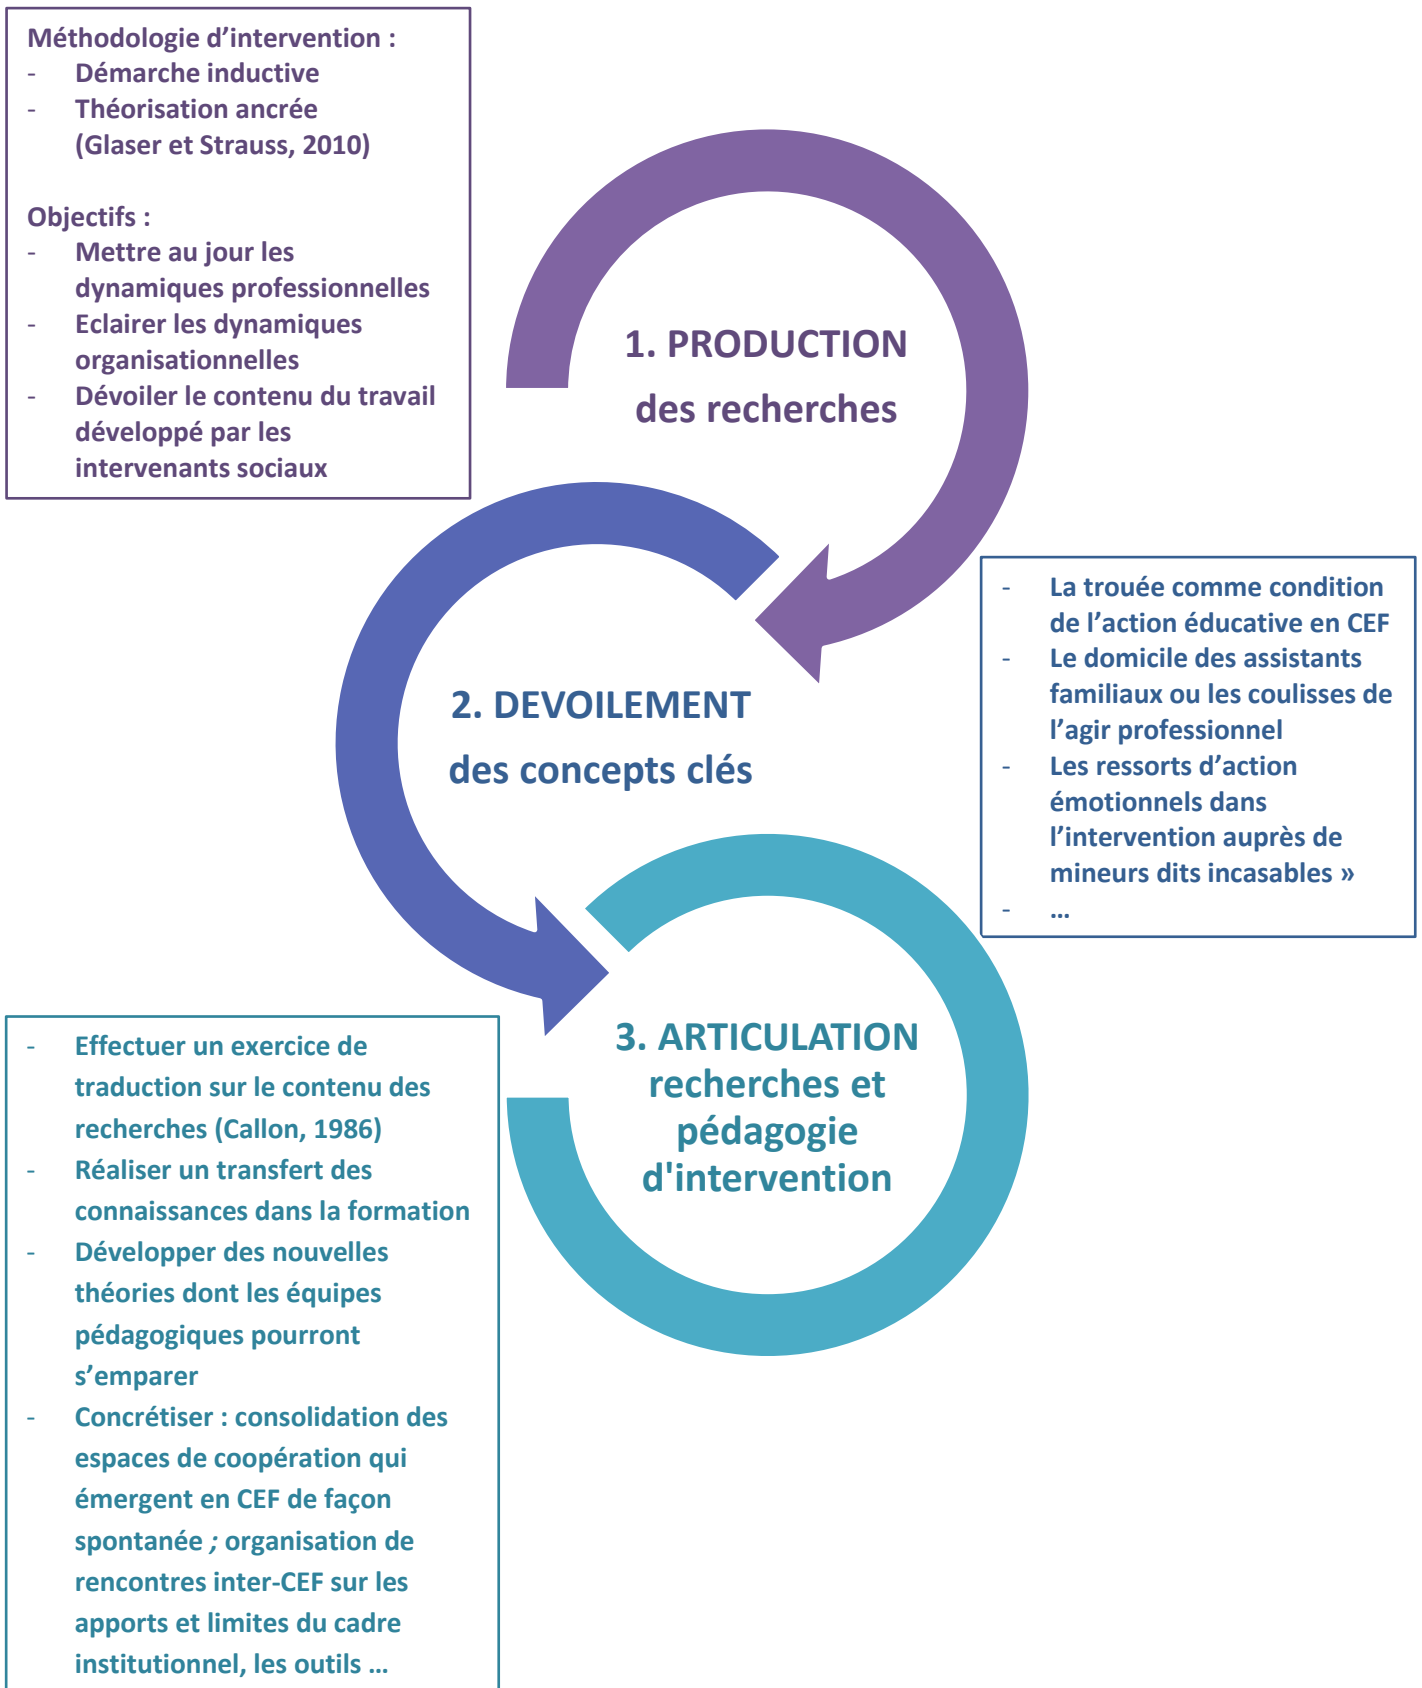 Méthodologie d’intervention :
- Démarche inductive
- Théorisation ancrée
(Glaser et Strauss, 2010)
Objectifs :
- Mettre au jour les
dynamiques professionnelles
- Eclairer les dynamiques
organisationnelles
- Dévoiler le contenu du travail
développé par les
intervenants sociaux
1. PRODUCTION
des recherches
2. DEVOILEMENT
des concepts clés
- La trouée comme condition
de l’action éducative en CEF
- Le domicile des assistants
familiaux ou les coulisses de
l’agir professionnel
- Les ressorts d’action
émotionnels dans
l’intervention auprès de
mineurs dits incasables »
- …
3. ARTICULATION
recherches et
pédagogie
d'intervention
- Effectuer un exercice de
traduction sur le contenu des
recherches (Callon, 1986)
- Réaliser un transfert des
connaissances dans la formation
- Développer des nouvelles
théories dont les équipes
pédagogiques pourront
s’emparer
- Concrétiser : consolidation des
espaces de coopération qui
émergent en CEF de façon
spontanée ; organisation de
rencontres inter-CEF sur les
apports et limites du cadre
institutionnel, les outils …